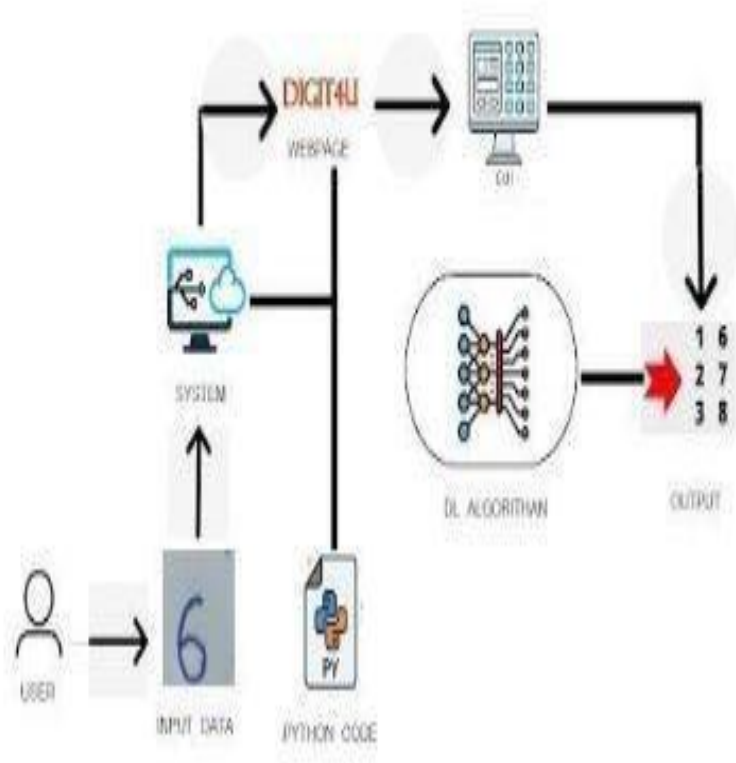 DIGIT4U
WEBPAGE
GUI
SYSTEM
1 6
2 7
3 8
DL ALGORITHAN
OUTPUT
6
PY
USER
INPUT DATA
PYTHON CODE